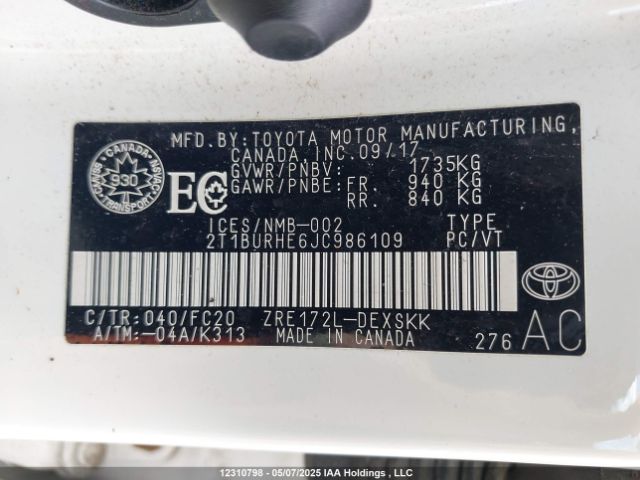 MFD.BY:TOYOTA MOTOR MANUFACTURING,
CANADA,INC.09/17
GVWR/PNBV: 1735KG
GAWR/PNBE:FR. 940 KG
RR. 840 KG
CANADA
930
NSVAC
EC
ICES/NMB-002 TYPE
2T1BURHE6JC986109 PC/VT
C/TR:040/FC20 ZRE172L-DEXSKK
A/TM:-04A/K313 MADE IN CANADA
276 AC
12310798 - 05/07/2025 IAA Holdings , LLC